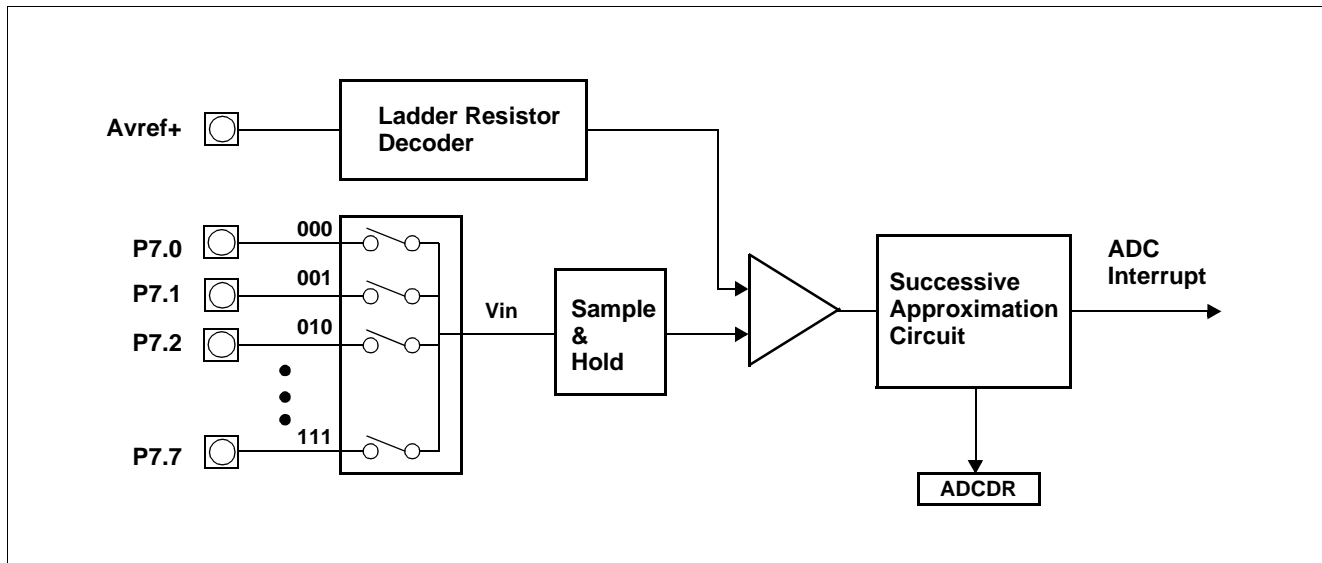 Avref+
Ladder Resistor
Decoder
P7.0
000
P7.1
001
P7.2
010
P7.7
111
Vin
Sample
&
Hold
Successive
Approximation
Circuit
ADC
Interrupt
ADCDR